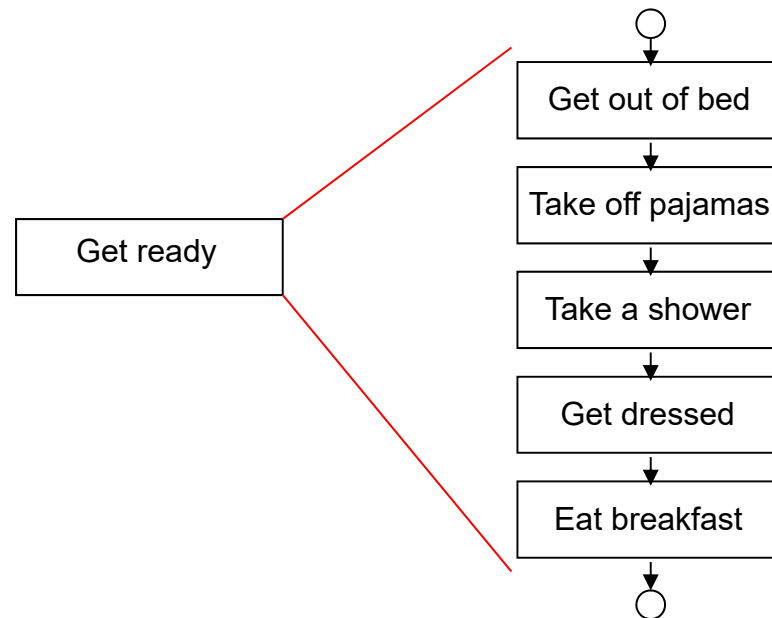 Get ready
Get out of bed
Take off pajamas
Take a shower
Get dressed
Eat breakfast